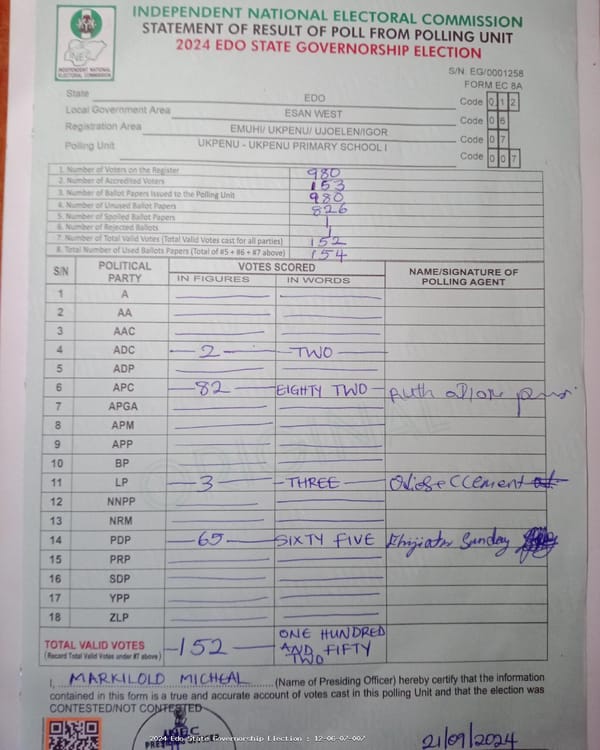 INDEPENDENT NATIONAL ELECTORAL COMMISSION
STATEMENT OF RESULT OF POLL FROM POLLING UNIT
2024 EDO STATE GOVERNORSHIP ELECTION
INEC
INDEPENDENT NATIONAL
ELECTORAL COMMISSION
S/N: EG/0001258
FORM EC 8A
State EDO Code 0 1 2
Local Government Area ESAN WEST Code 0 6
Registration Area EMUHI/ UKPENU/ UJOELEN/IGOR Code 0 7
Polling Unit UKPENU - UKPENU PRIMARY SCHOOL I Code 0 0 7
1. Number of Voters on the Register 980
2. Number of Accredited Voters 153
3. Number of Ballot Papers Issued to the Polling Unit 980
4. Number of Unused Ballot Papers 826
5. Number of Spoiled Ballot Papers 1
6. Number of Rejected Ballots 1
7. Number of Total Valid Votes (Total Valid Votes cast for all parties) 152
8. Total Number of Used Ballots Papers (Total of #5 + #6 + #7 above) 154
S/N POLITICAL PARTY VOTES SCORED NAME/SIGNATURE OF POLLING AGENT
IN FIGURES IN WORDS
1 A
2 AA
3 AAC
4 ADC 2 TWO
5 ADP
6 APC 82 EIGHTY TWO
7 APGA
8 APM
9 APP
10 BP
11 LP 3 THREE
12 NNPP
13 NRM
14 PDP 65 SIXTY FIVE Sunday
15 PRP
16 SDP
17 YPP
18 ZLP
TOTAL VALID VOTES 152 ONE HUNDRED AND FIFTY TWO
(Record Total Valid Votes under #7 above)
I, MARKILOLD MICHEAL (Name of Presiding Officer) hereby certify that the information
contained in this form is a true and accurate account of votes cast in this polling Unit and that the election was
CONTESTED/NOT CONTESTED
INEC
21/09/2024
2024 Edo State Governorship Election : 12-06-07-007